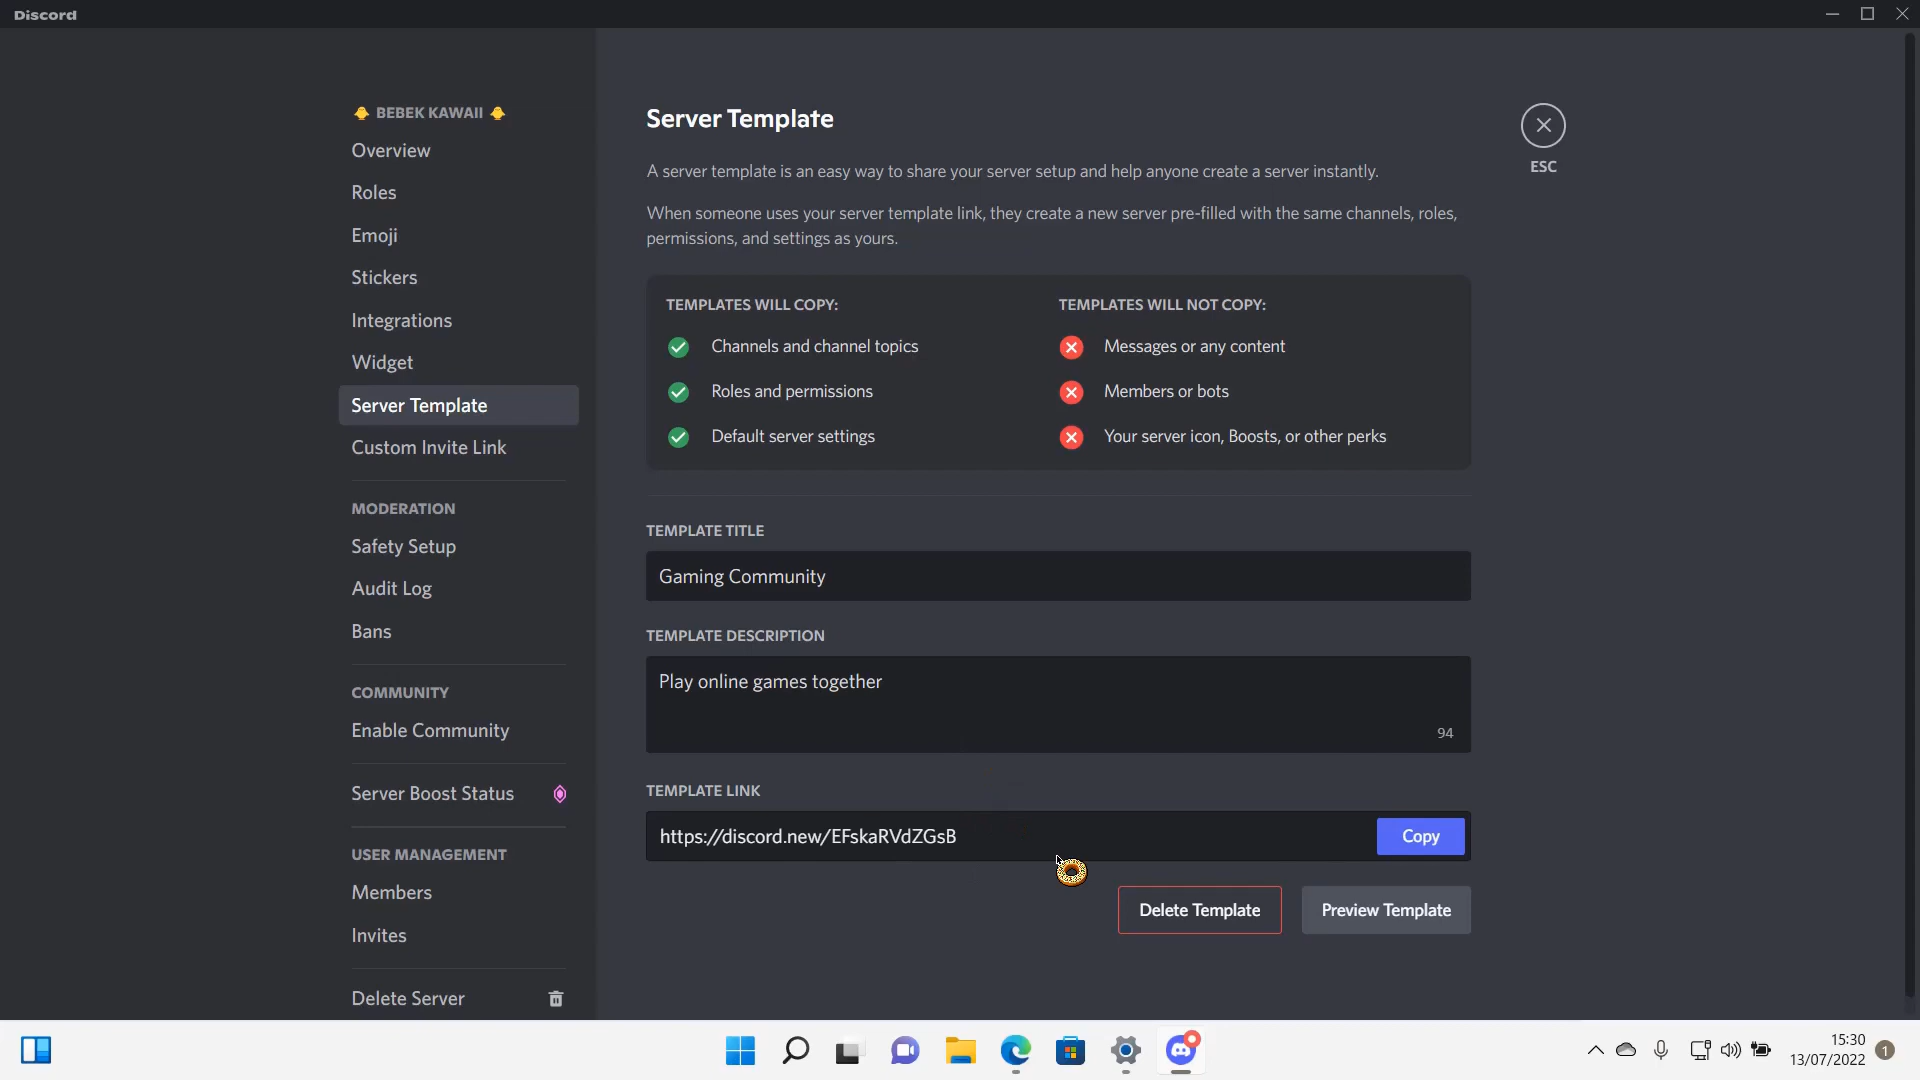 Discord
BEBEK KAWAII
Overview
Roles
Emoji
Stickers
Integrations
Widget
Server Template
Custom Invite Link
MODERATION
Safety Setup
Audit Log
Bans
COMMUNITY
Enable Community
Server Boost Status
USER MANAGEMENT
Members
Invites
Delete Server
Server Template
ESC
A server template is an easy way to share your server setup and help anyone create a server instantly.
When someone uses your server template link, they create a new server pre-filled with the same channels, roles,
permissions, and settings as yours.
TEMPLATES WILL COPY:
Channels and channel topics
Roles and permissions
Default server settings
TEMPLATES WILL NOT COPY:
Messages or any content
Members or bots
Your server icon, Boosts, or other perks
TEMPLATE TITLE
Gaming Community
TEMPLATE DESCRIPTION
Play online games together
94
TEMPLATE LINK
https://discord.new/EFskaRVdZGsB
Copy
Delete Template
Preview Template
15:30
13/07/2022
1